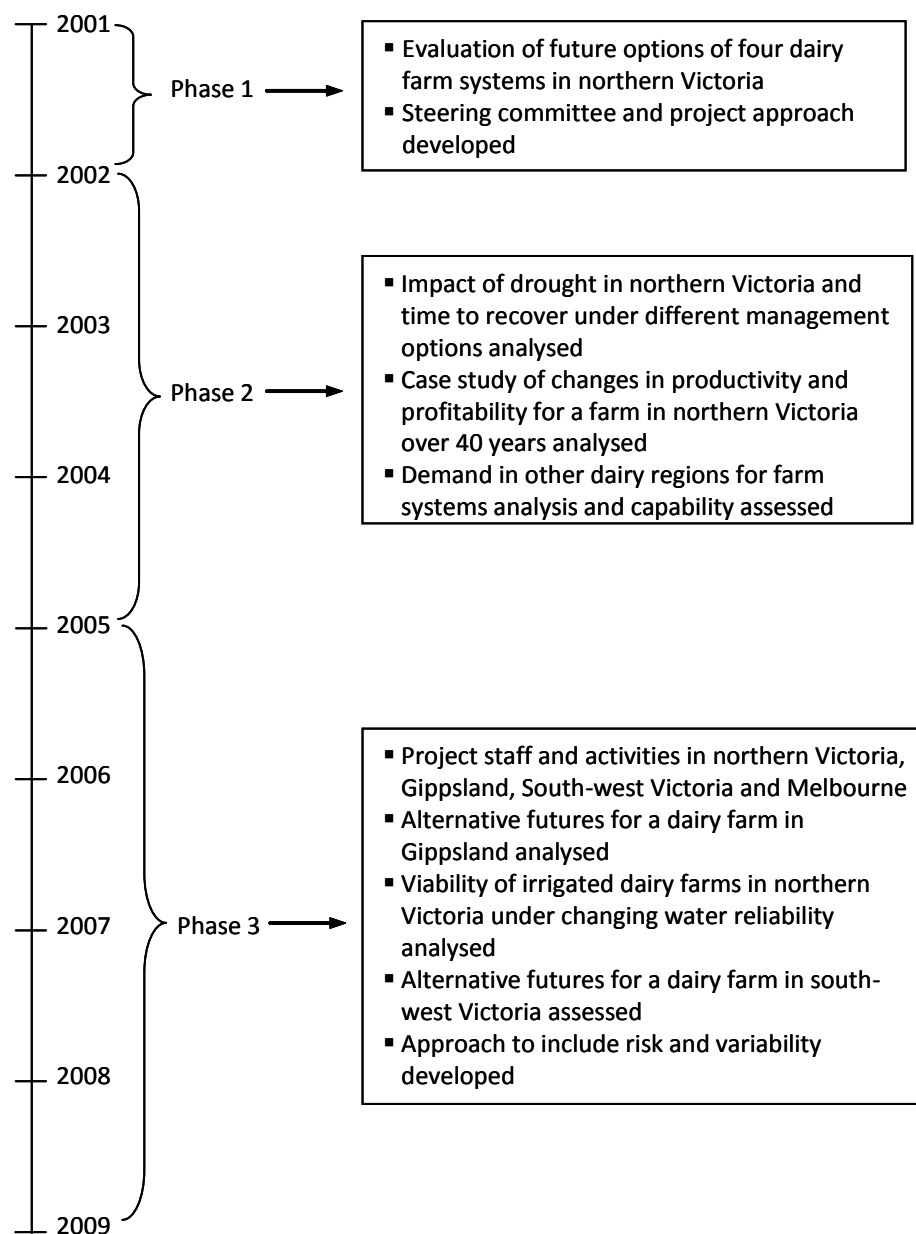 2001
Phase 1
▪ Evaluation of future options of four dairy
farm systems in northern Victoria
▪ Steering committee and project approach
developed
2002
2003
Phase 2
▪ Impact of drought in northern Victoria and
time to recover under different management
options analysed
▪ Case study of changes in productivity and
profitability for a farm in northern Victoria
over 40 years analysed
▪ Demand in other dairy regions for farm
systems analysis and capability assessed
2004
2005
2006
Phase 3
▪ Project staff and activities in northern Victoria,
Gippsland, South-west Victoria and Melbourne
▪ Alternative futures for a dairy farm in
Gippsland analysed
▪ Viability of irrigated dairy farms in northern
Victoria under changing water reliability
analysed
▪ Alternative futures for a dairy farm in south-
west Victoria assessed
▪ Approach to include risk and variability
developed
2007
2008
2009